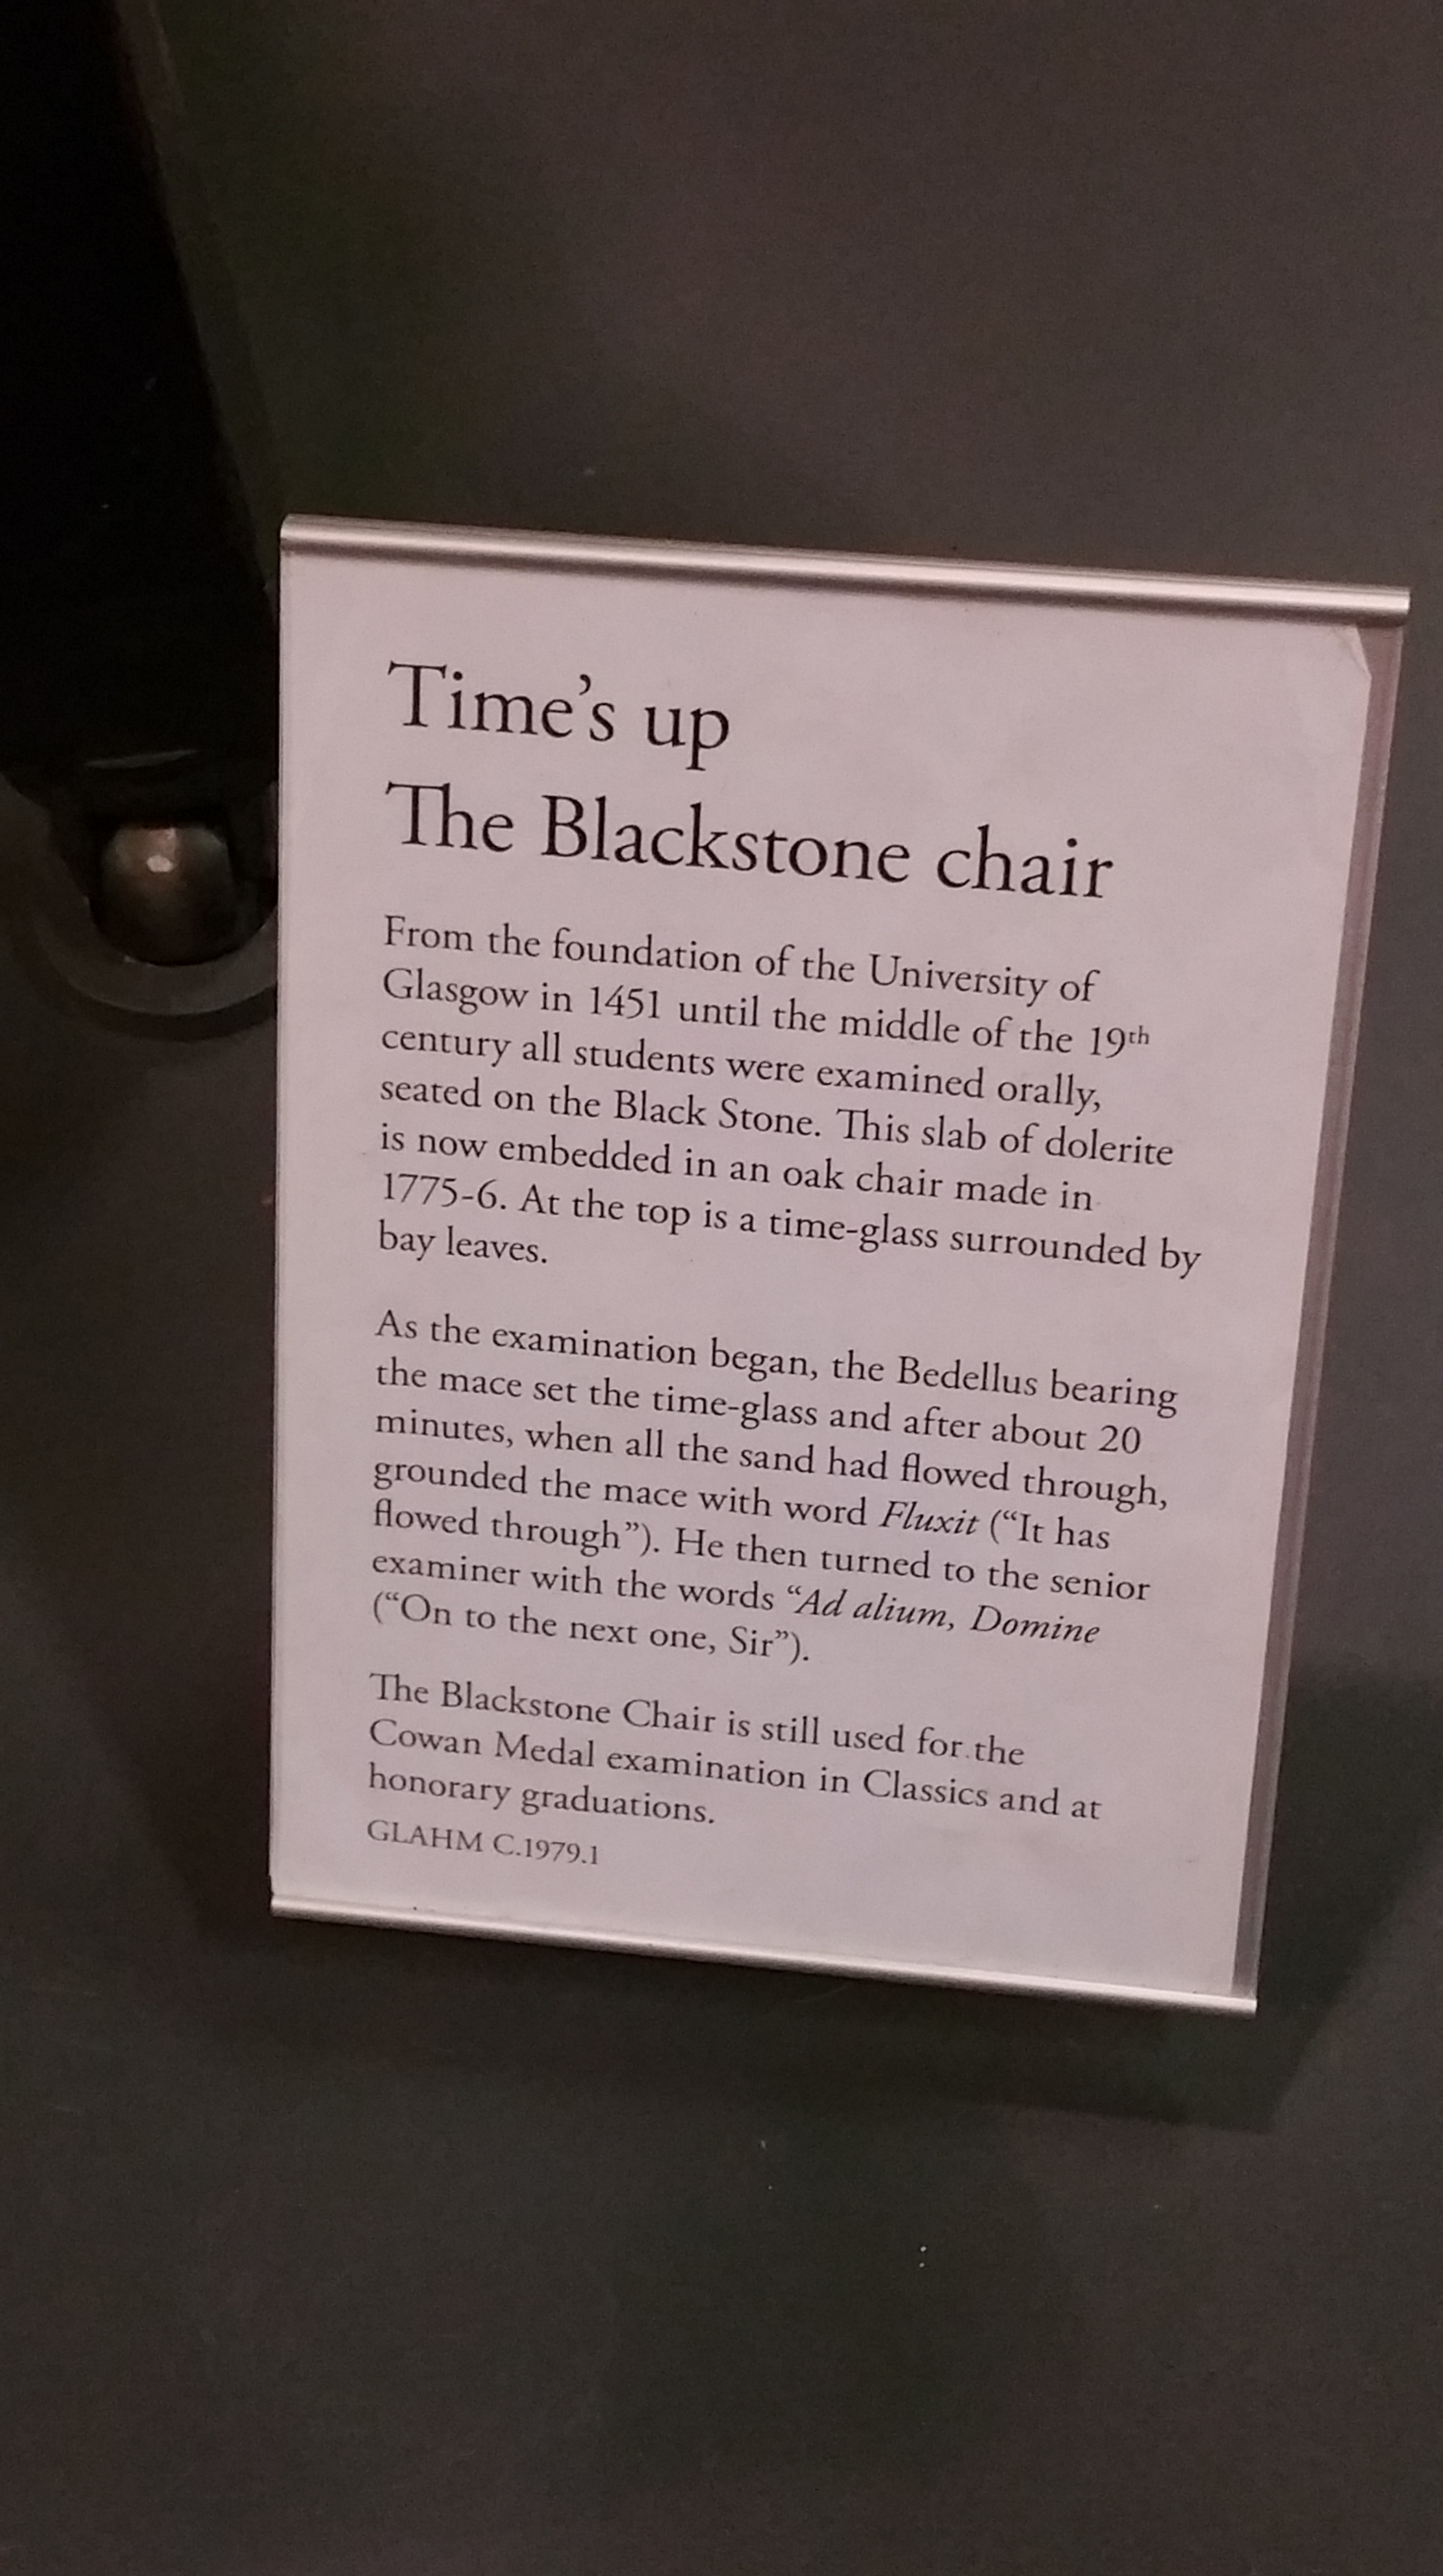 Time’s up
The Blackstone chair
From the foundation of the University of
Glasgow in 1451 until the middle of the 19th
century all students were examined orally,
seated on the Black Stone. This slab of dolerite
is now embedded in an oak chair made in
1775-6. At the top is a time-glass surrounded by
bay leaves.
As the examination began, the Bedellus bearing
the mace set the time-glass and after about 20
minutes, when all the sand had flowed through,
grounded the mace with word Fluxit (“It has
flowed through”). He then turned to the senior
examiner with the words “Ad alium, Domine
(“On to the next one, Sir”).
The Blackstone Chair is still used for the
Cowan Medal examination in Classics and at
honorary graduations.
GLAHM C.1979.1